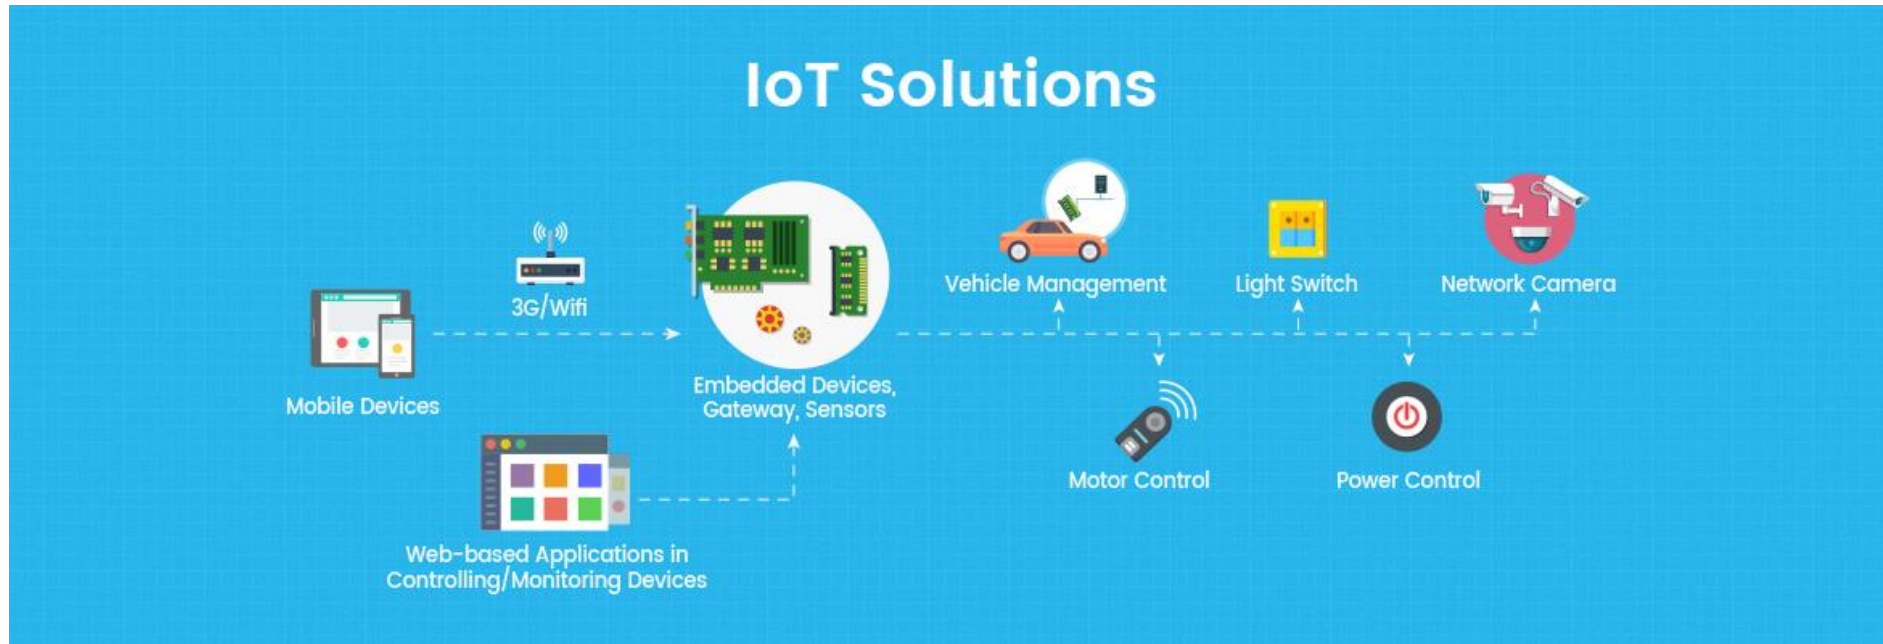 IoT Solutions
3G/Wifi
Mobile Devices
Embedded Devices,
Gateway, Sensors
Web-based Applications in
Controlling/Monitoring Devices
Vehicle Management
Light Switch
Network Camera
Motor Control
Power Control